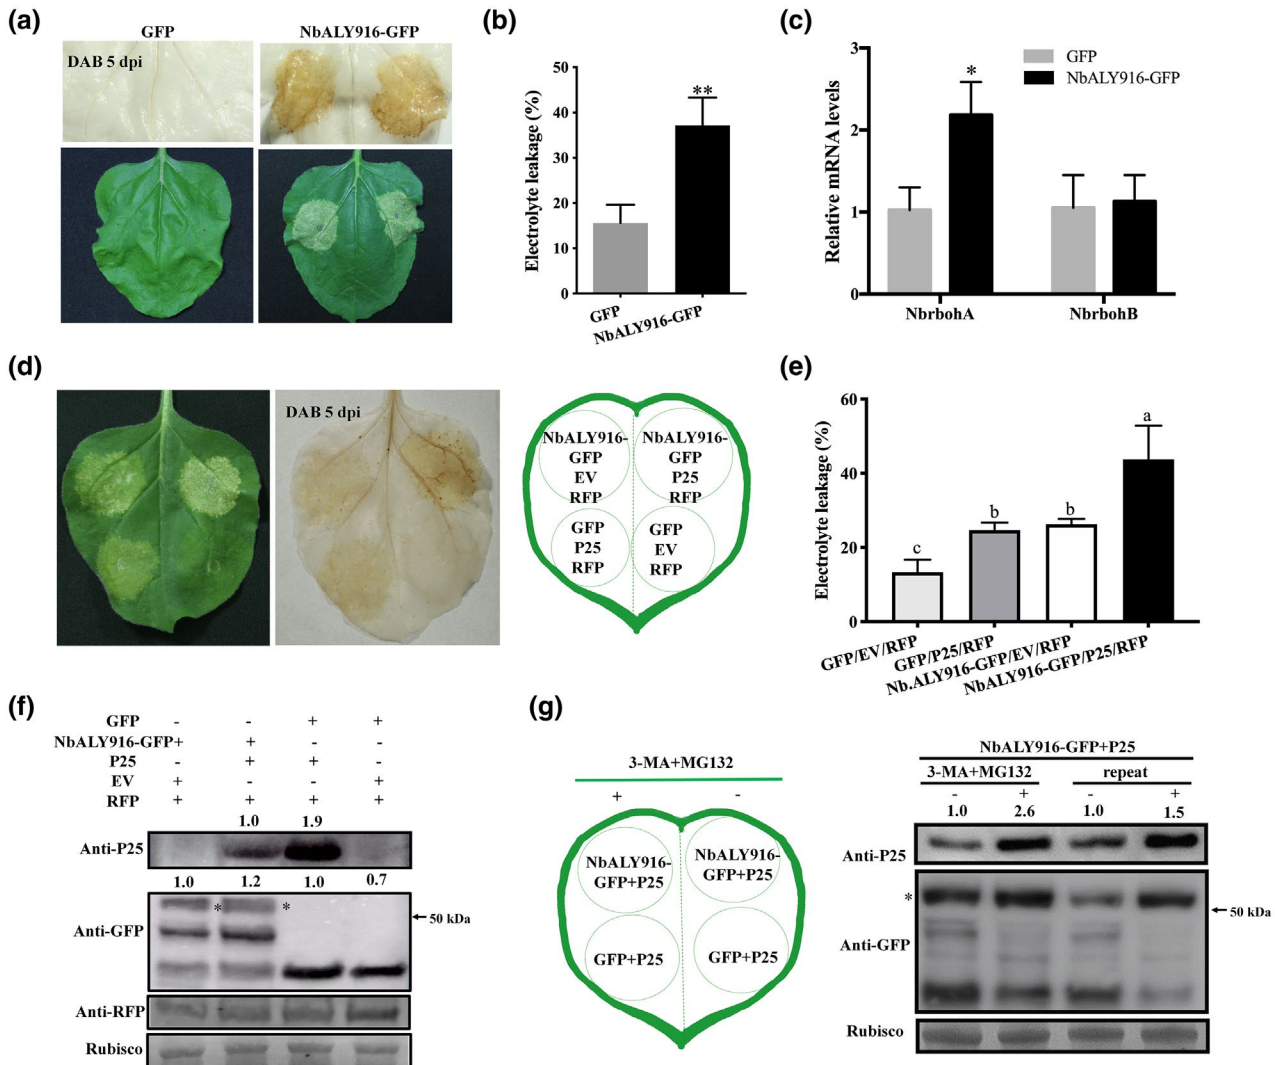 (a)
GFP
NbALY916-GFP
DAB 5 dpi
(b)
Electrolyte leakage (%)
50
40
30
20
10
0
GFP
NbALY916-GFP
**
(c)
Relative mRNA levels
3
2
1
0
*
GFP
NbALY916-GFP
NbrbohA
NbrbohB
(d)
DAB 5 dpi
NbALY916-
GFP
EV
RFP
NbALY916-
GFP
P25
RFP
GFP
P25
RFP
GFP
EV
RFP
(e)
Electrolyte leakage (%)
60
40
20
0
c
b
b
a
GFP/EV/RFP
GFP/P25/RFP
Nb.ALY916-GFP/EV/RFP
NbALY916-GFP/P25/RFP
(f)
GFP - - + +
NbALY916-GFP + + - -
P25 - + + -
EV + - - +
RFP + + + +
1.0 1.9
Anti-P25
1.0 1.2 1.0 0.7
Anti-GFP
* *
50 kDa
Anti-RFP
Rubisco
(g)
3-MA+MG132
+ -
NbALY916-
GFP+P25
NbALY916-
GFP+P25
GFP+P25
GFP+P25
NbALY916-GFP+P25
3-MA+MG132 repeat
- + - +
1.0 2.6 1.0 1.5
Anti-P25
*
50 kDa
Anti-GFP
Rubisco